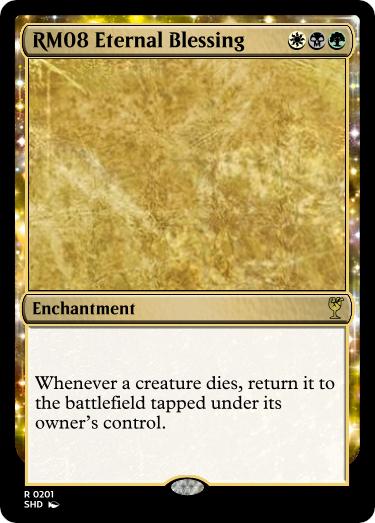 RM08 Eternal Blessing
Enchantment
Whenever a creature dies, return it to
the battlefield tapped under its
owner's control.
R 0201
SHD